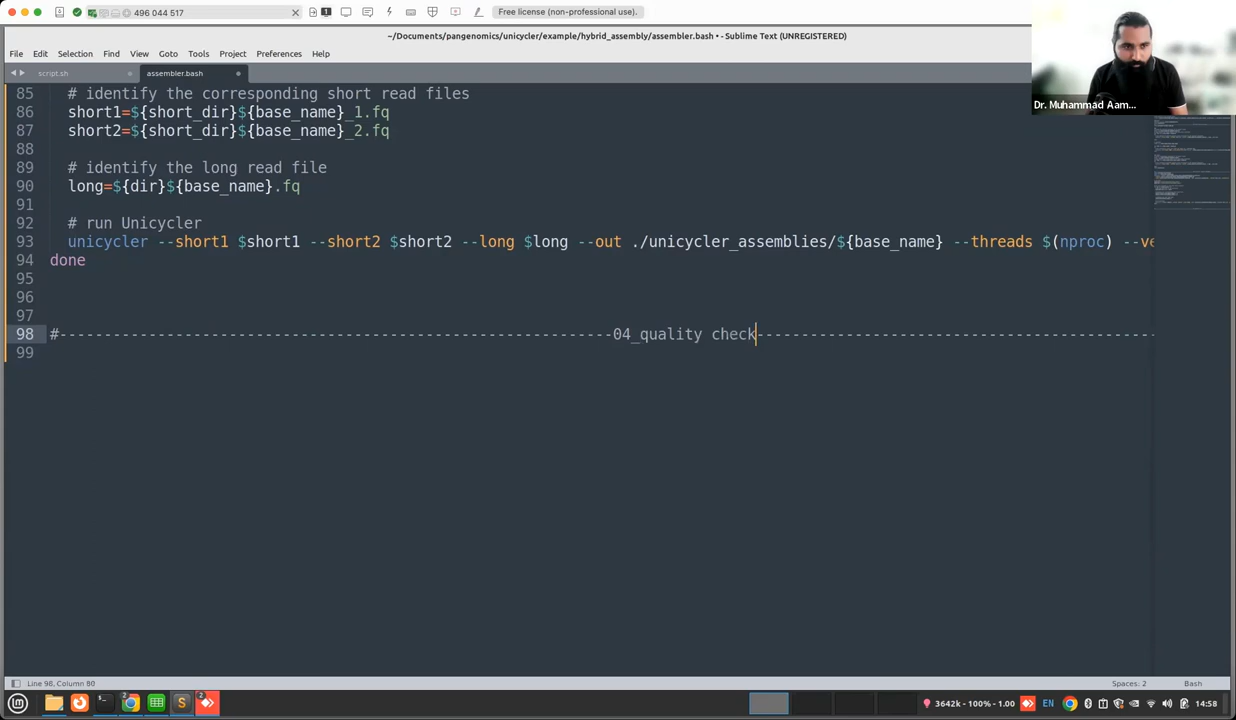 496 044 517
Free license (non-professional use).
~/Documents/pangenomics/unicycler/example/hybrid_assembly/assembler.bash • - Sublime Text (UNREGISTERED)
File Edit Selection Find View Goto Tools Project Preferences Help
script.sh assembler.bash
85 # identify the corresponding short read files
86 short1=${short_dir}${base_name}_1.fq
87 short2=${short_dir}${base_name}_2.fq
88
89 # identify the long read file
90 long=${dir}${base_name}.fq
91
92 # run Unicycler
93 unicycler --short1 $short1 --short2 $short2 --long $long --out ./unicycler_assemblies/${base_name} --threads $(nproc) --ve
94 done
95
96
97
98 #--------------------------------------------------------------04_quality check--------------------------------------------
99
Dr. Muhammad Aam...
Line 98, Column 80
Spaces: 2
Bash
3642k - 100% - 1.00
EN
14:58